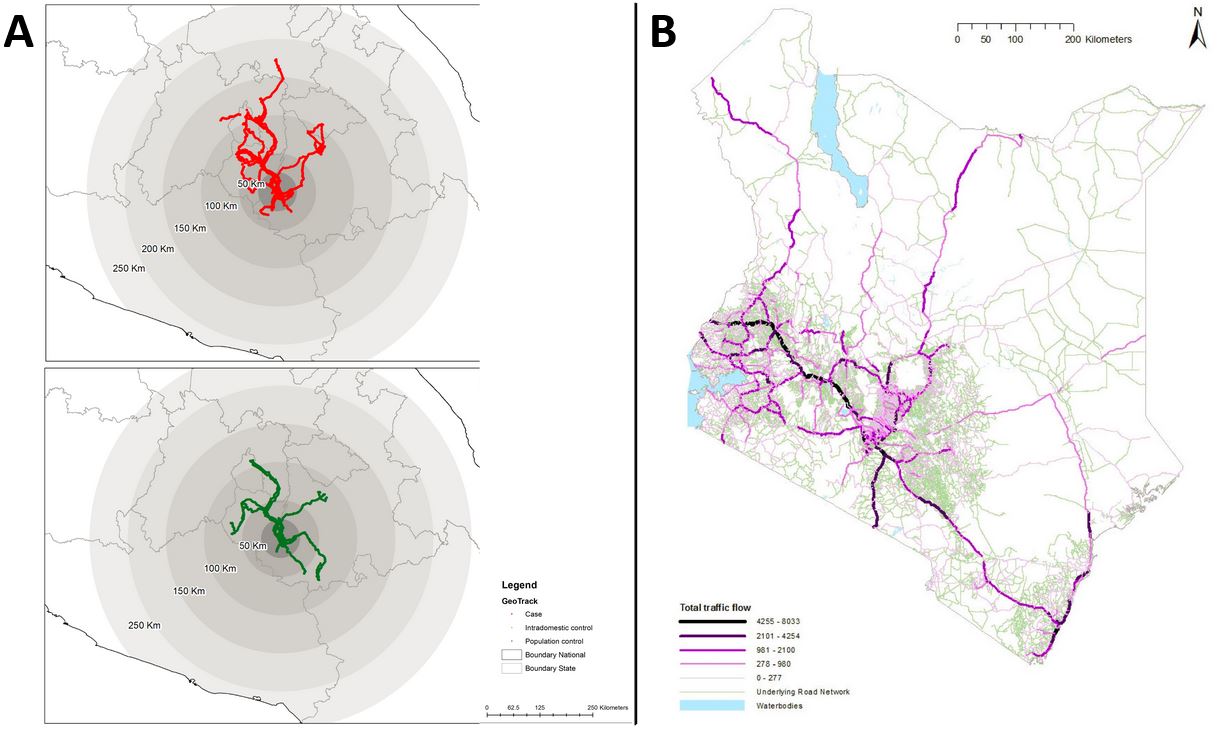 A
50 Km
100 Km
150 Km
200 Km
250 Km
50 Km
100 Km
150 Km
250 Km
Legend
GeoTrack
Case
Intradomestic control
Population control
Boundary National
Boundary State
0 62.5 125 250 Kilometers
B
0 50 100 200 Kilometers
N
Total traffic flow
4255 - 8033
2101 - 4254
981 - 2100
278 - 980
0 - 277
Underlying Road Network
Waterbodies